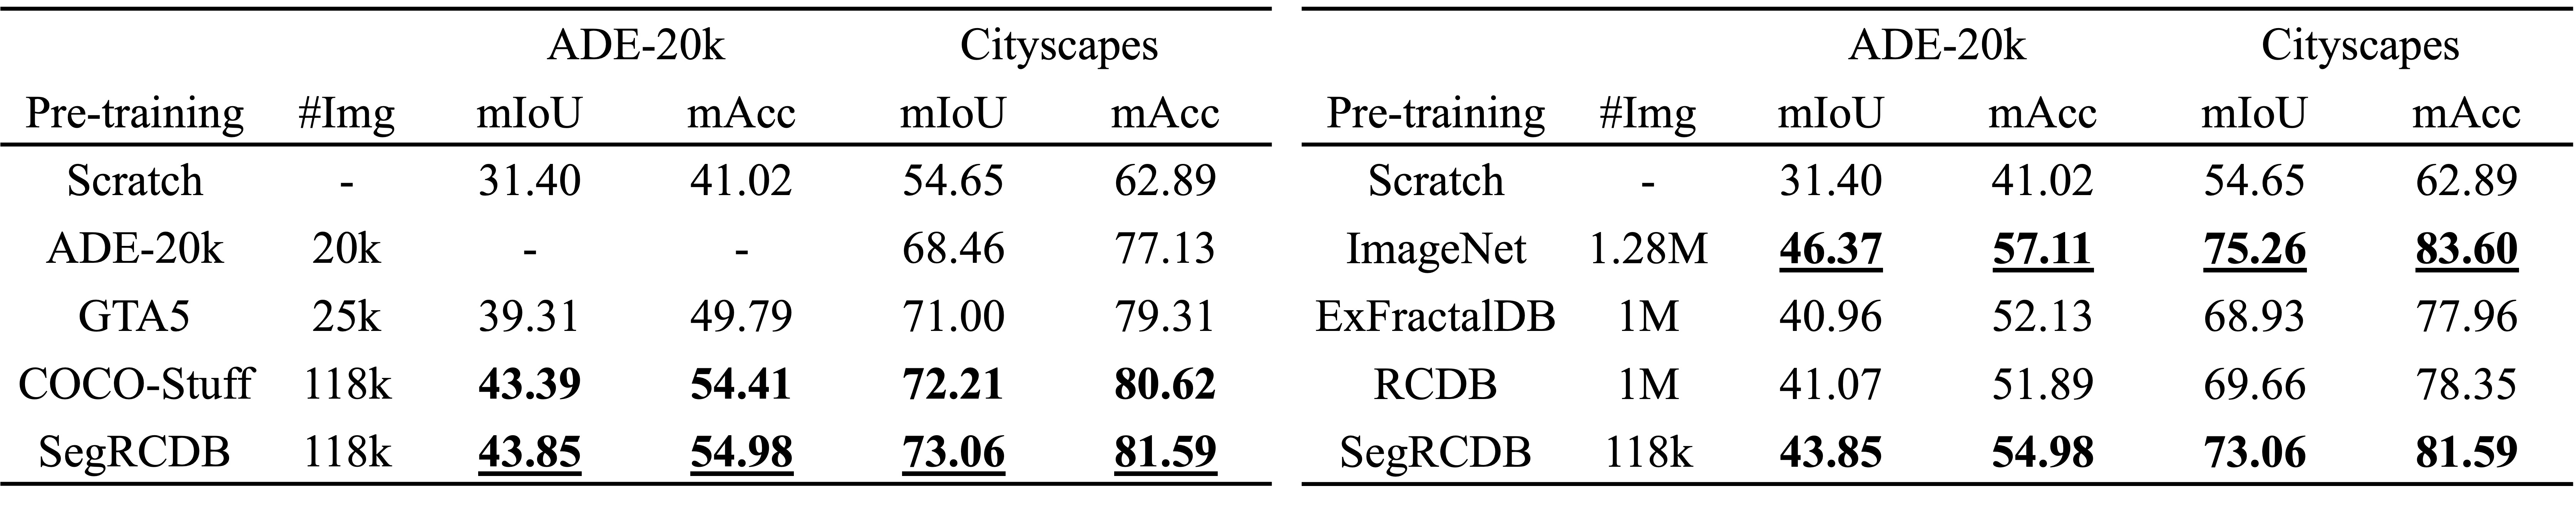 ADE-20k Cityscapes
Pre-training #Img mIoU mAcc mIoU mAcc
Scratch - 31.40 41.02 54.65 62.89
ADE-20k 20k - - 68.46 77.13
GTA5 25k 39.31 49.79 71.00 79.31
COCO-Stuff 118k 43.39 54.41 72.21 80.62
SegRCDB 118k 43.85 54.98 73.06 81.59
ADE-20k Cityscapes
Pre-training #Img mIoU mAcc mIoU mAcc
Scratch - 31.40 41.02 54.65 62.89
ImageNet 1.28M 46.37 57.11 75.26 83.60
ExFractalDB 1M 40.96 52.13 68.93 77.96
RCDB 1M 41.07 51.89 69.66 78.35
SegRCDB 118k 43.85 54.98 73.06 81.59